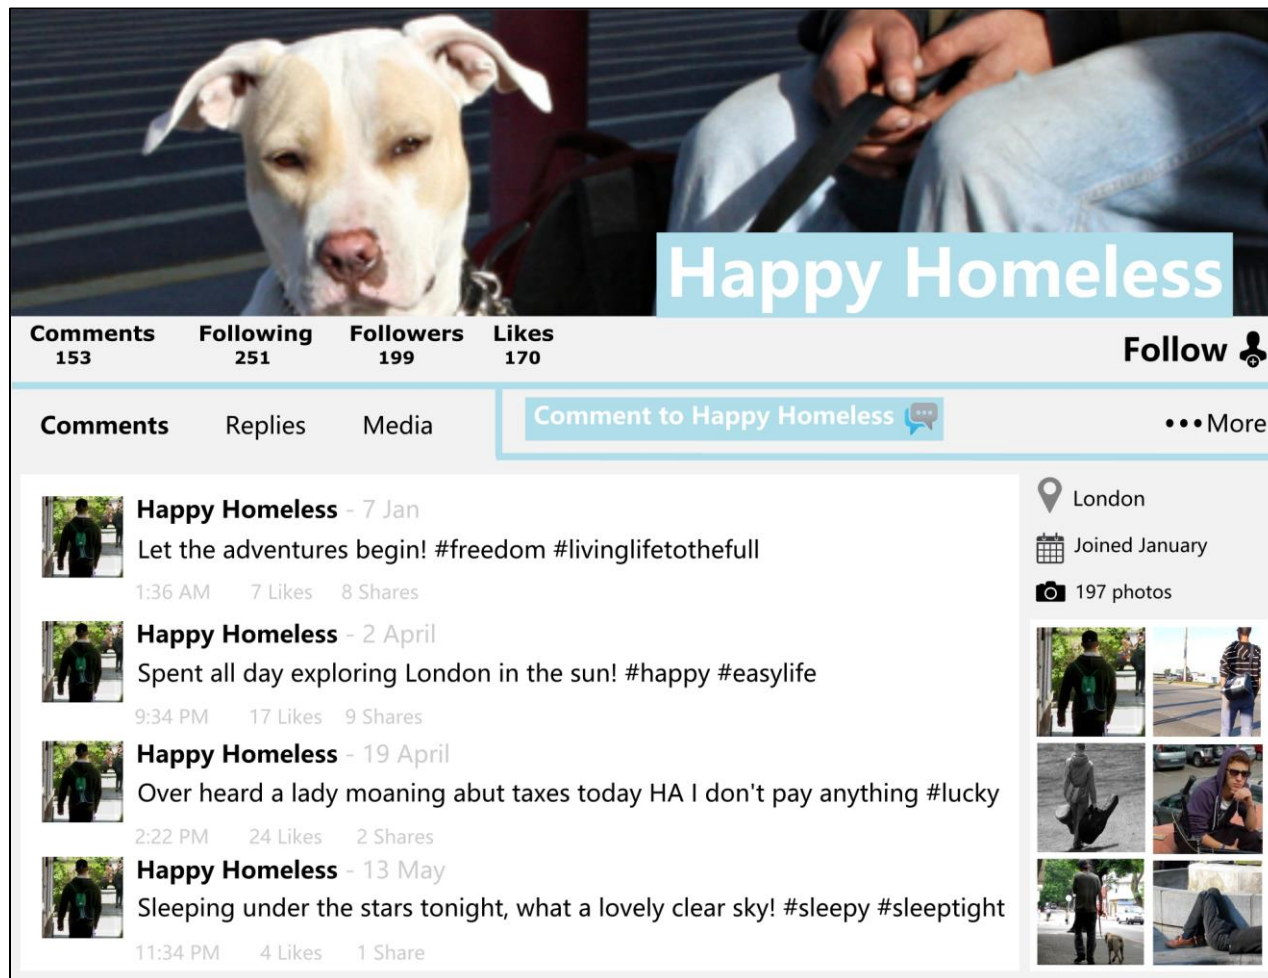 Happy Homeless
Comments Following Followers Likes
153 251 199 170
Follow
Comments Replies Media
Comment to Happy Homeless
•••More
Happy Homeless - 7 Jan
Let the adventures begin! #freedom #livinglifetothefull
1:36 AM 7 Likes 8 Shares
Happy Homeless - 2 April
Spent all day exploring London in the sun! #happy #easylife
9:34 PM 17 Likes 9 Shares
Happy Homeless - 19 April
Over heard a lady moaning abut taxes today HA I don't pay anything #lucky
2:22 PM 24 Likes 2 Shares
Happy Homeless - 13 May
Sleeping under the stars tonight, what a lovely clear sky! #sleepy #sleeptight
11:34 PM 4 Likes 1 Share
London
Joined January
197 photos